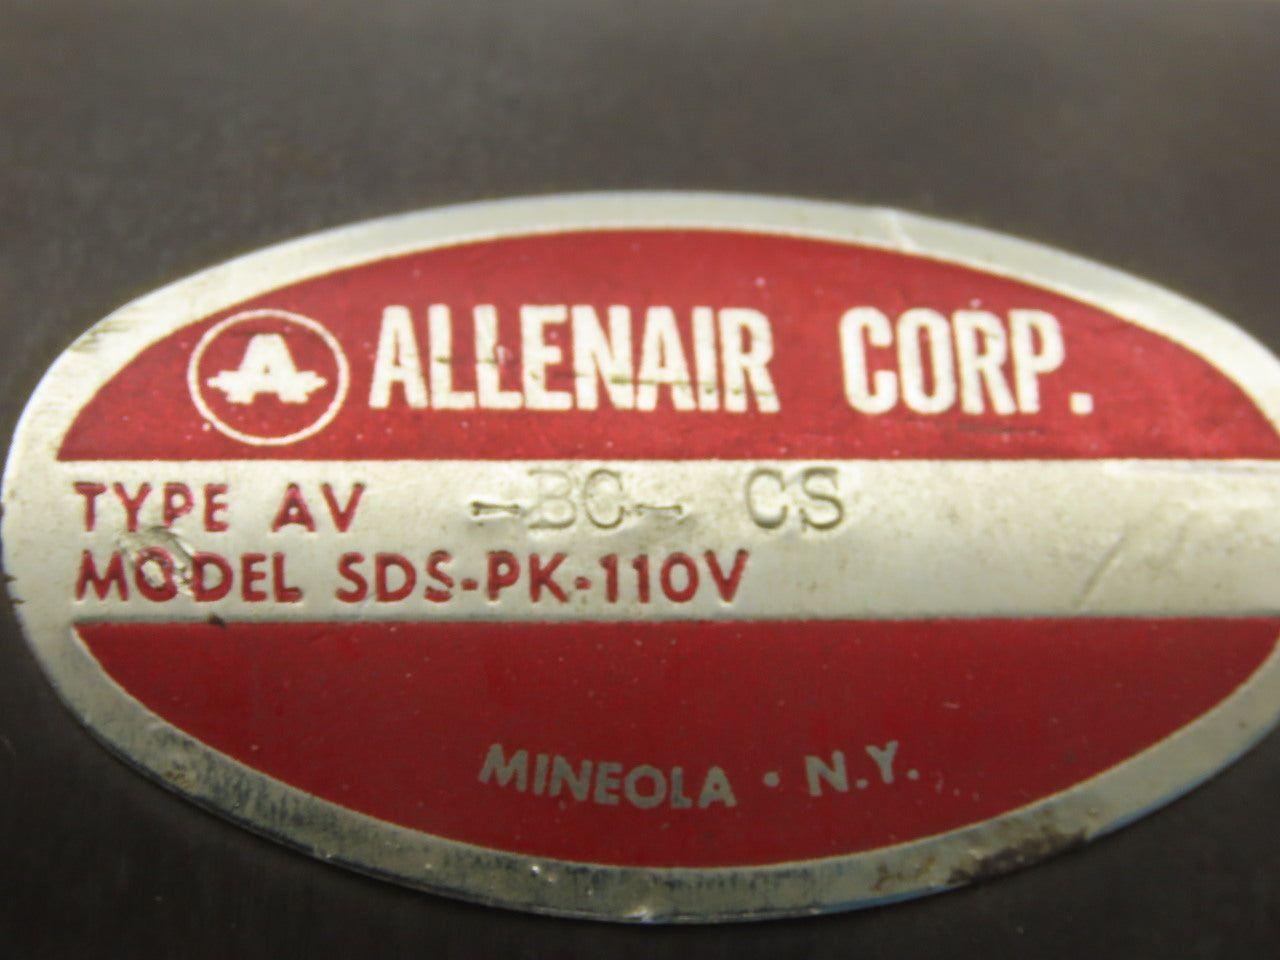 A ALLENAIR CORP.
TYPE AV -BC- CS
MODEL SDS-PK-110V
MINEOLA · N.Y.